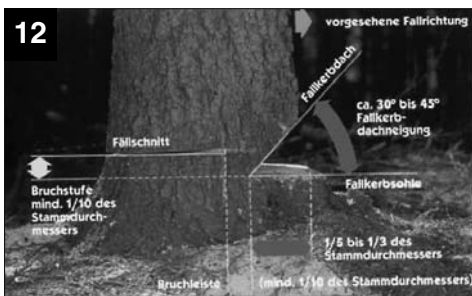 12
vorgesehene Fallrichtung
Fallkerbdach
ca. 30° bis 45°
Fallkerb-
dachneigung
Fällschnitt
Bruchstufe
mind. 1/10 des
Stammdurch-
messers
Fallkerbsohle
1/5 bis 1/3 des
Stammdurchmessers
Bruchleiste
(mind. 1/10 des Stammdurchmessers)